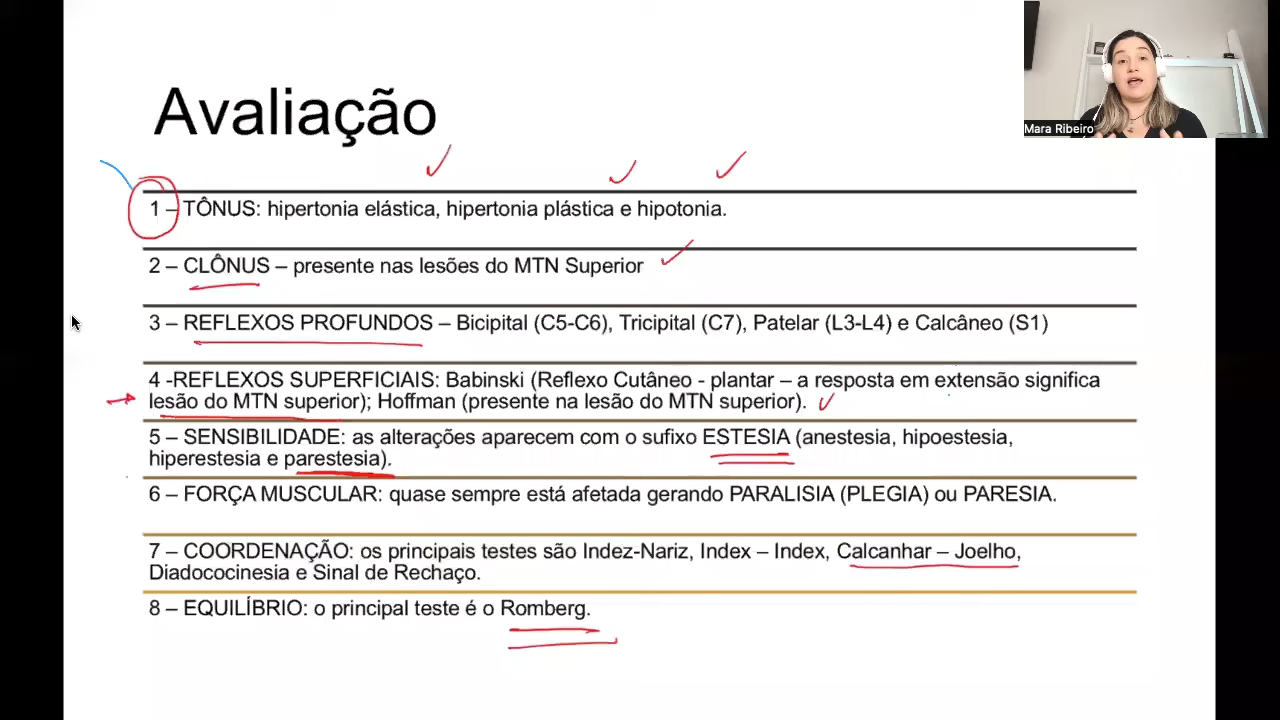 Avaliação
Mara Ribeiro
1 – TÔNUS: hipertonia elástica, hipertonia plástica e hipotonia.
2 – CLÔNUS – presente nas lesões do MTN Superior
3 – REFLEXOS PROFUNDOS – Bicipital (C5-C6), Tricipital (C7), Patelar (L3-L4) e Calcâneo (S1)
4 -REFLEXOS SUPERFICIAIS: Babinski (Reflexo Cutâneo - plantar – a resposta em extensão significa
lesão do MTN superior); Hoffman (presente na lesão do MTN superior).
5 – SENSIBILIDADE: as alterações aparecem com o sufixo ESTESIA (anestesia, hipoestesia,
hiperestesia e parestesia).
6 – FORÇA MUSCULAR: quase sempre está afetada gerando PARALISIA (PLEGIA) ou PARESIA.
7 – COORDENAÇÃO: os principais testes são Indez-Nariz, Index – Index, Calcanhar – Joelho,
Diadococinesia e Sinal de Rechaço.
8 – EQUILÍBRIO: o principal teste é o Romberg.